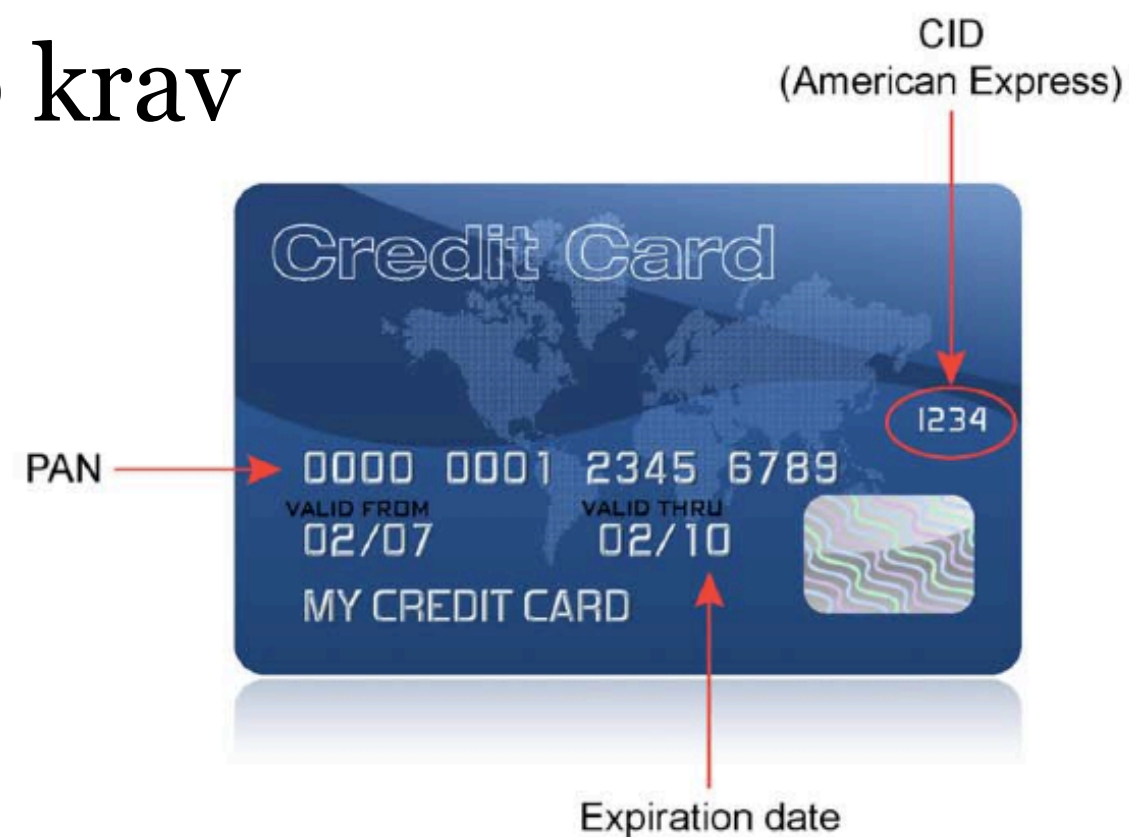 krav
CID
(American Express)
Credit Card
1234
PAN
0000 0001 2345 6789
VALID FROM VALID THRU
02/07 02/10
MY CREDIT CARD
Expiration date